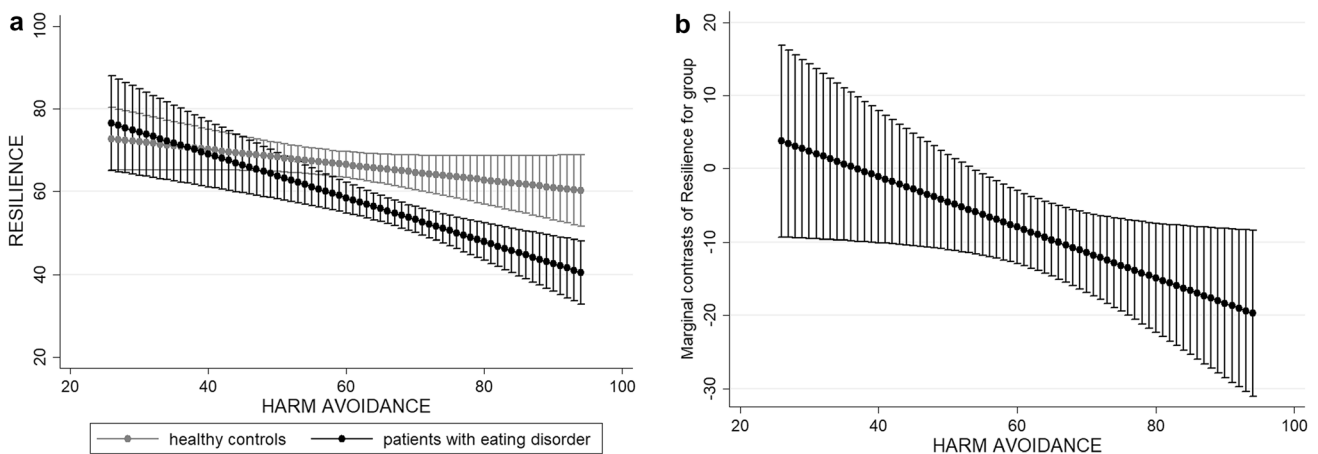 a
RESILIENCE
100
80
60
40
20
20 40 60 80 100
HARM AVOIDANCE
healthy controls patients with eating disorder
b
Marginal contrasts of Resilience for group
20
10
0
-10
-20
-30
20 40 60 80 100
HARM AVOIDANCE